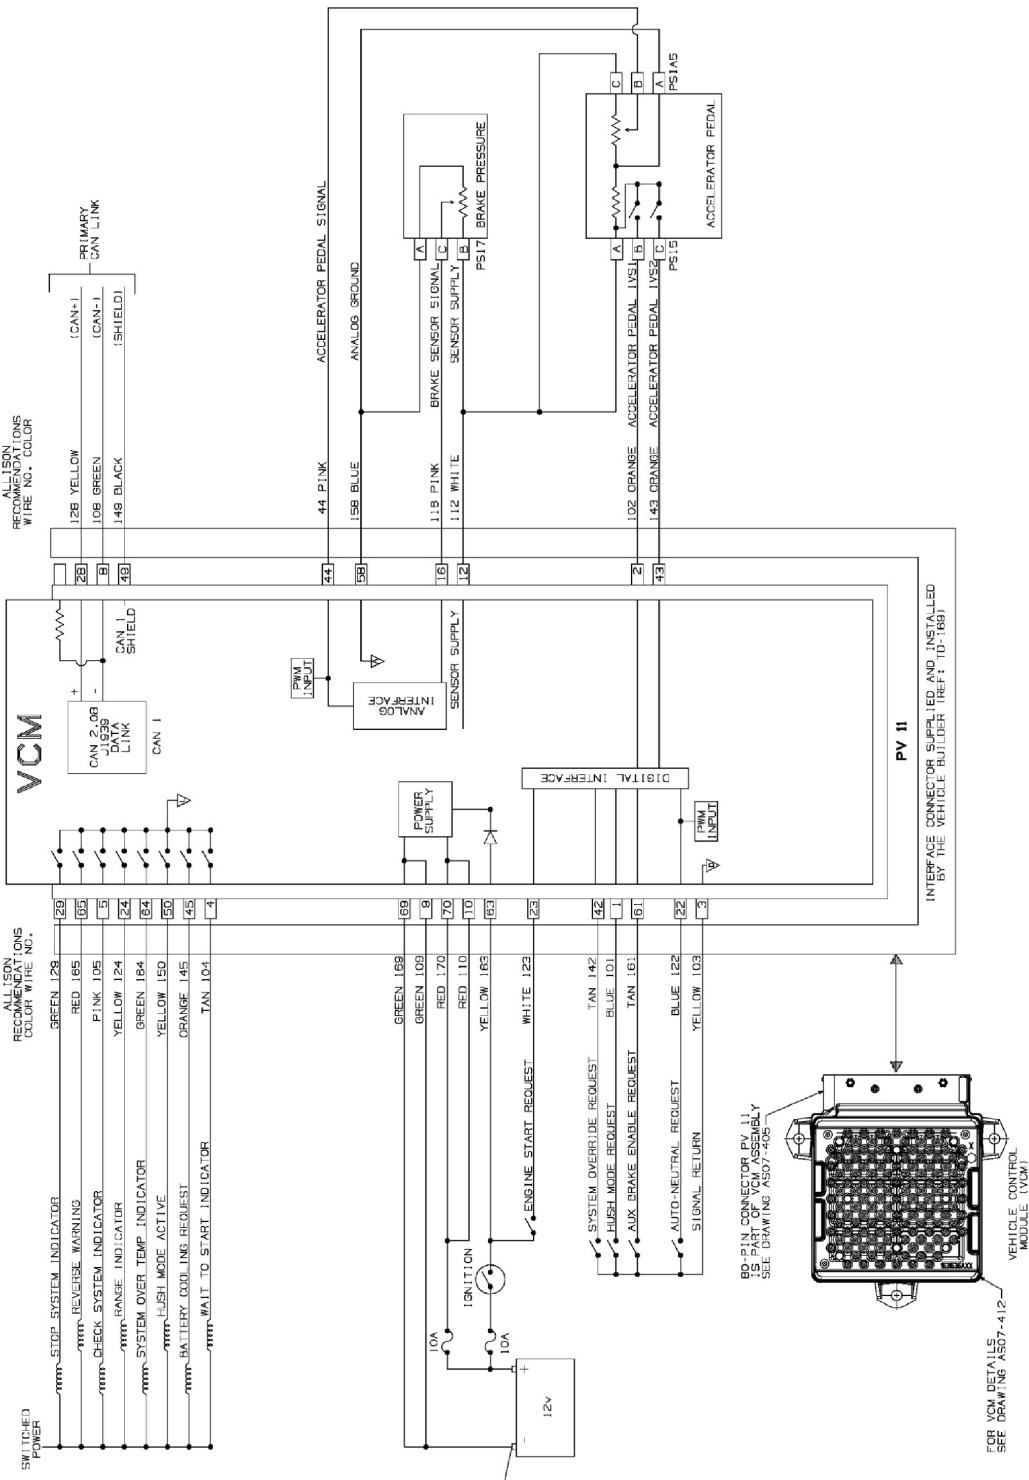 SWITCHED
POWER
ALLISON
RECOMMENDATIONS
COLOR WIRE NO.
VCM
ALLISON
RECOMMENDATIONS
WIRE NO. COLOR
PRIMARY
CAN LINK
STOP SYSTEM INDICATOR GREEN 129 29
REVERSE WARNING RED 165 65
CHECK SYSTEM INDICATOR PINK 105 5
RANGE INDICATOR YELLOW 124 24
SYSTEM OVER TEMP INDICATOR GREEN 164 64
HUSH MODE ACTIVE YELLOW 150 50
BATTERY COOLING REQUEST ORANGE 145 45
WAIT TO START INDICATOR TAN 104 4
+
-
CAN 2.0B
J1939
DATA
LINK
CAN 1
CAN 1
SHIELD
28 128 YELLOW (CAN+)
8 108 GREEN (CAN-)
49 149 BLACK (SHIELD)
PWM
INPUT
ANALOG
INTERFACE
SENSOR SUPPLY
44 44 PINK ACCELERATOR PEDAL SIGNAL
58 158 BLUE ANALOG GROUND
16 116 PINK BRAKE SENSOR SIGNAL
12 112 WHITE SENSOR SUPPLY
A
C
B
PS17 BRAKE PRESSURE
GREEN 169 69
GREEN 109 9
RED 170 70
RED 110 10
YELLOW 163 63
POWER
SUPPLY
10A
10A
IGNITION
-
+
12v
ENGINE START REQUEST WHITE 123 23
SYSTEM OVERRIDE REQUEST TAN 142 42
HUSH MODE REQUEST BLUE 101 1
AUX BRAKE ENABLE REQUEST TAN 161 61
AUTO-NEUTRAL REQUEST BLUE 122 22
SIGNAL RETURN YELLOW 103 3
DIGITAL INTERFACE
PWM
INPUT
2 102 ORANGE ACCELERATOR PEDAL IVS1
43 143 ORANGE ACCELERATOR PEDAL IVS2
A
B
C
PS15
C
B
A
PS1A5
ACCELERATOR PEDAL
PV 11
INTERFACE CONNECTOR SUPPLIED AND INSTALLED
BY THE VEHICLE BUILDER (REF: TD-169)
80-PIN CONNECTOR PV 11
IS PART OF VCM ASSEMBLY
SEE DRAWING AS07-405
FOR VCM DETAILS
SEE DRAWING AS07-412
VEHICLE CONTROL
MODULE (VCM)